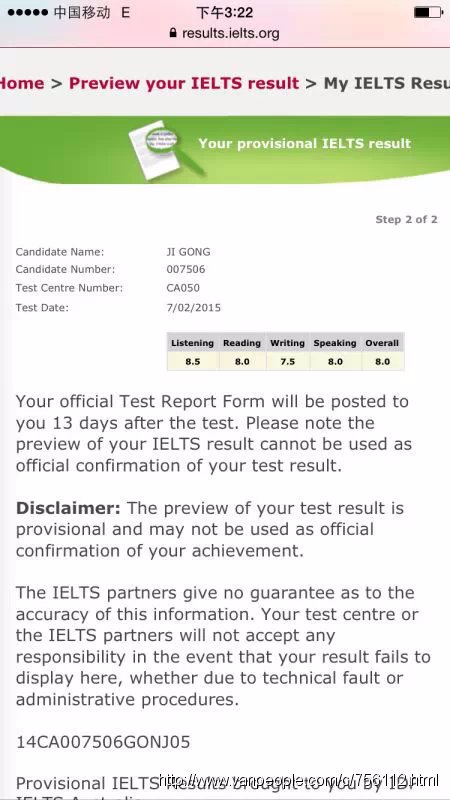 中国移动 E 下午3:22
results.ielts.org
Home > Preview your IELTS result > My IELTS Resu
Your provisional IELTS result
Step 2 of 2
Candidate Name: JI GONG
Candidate Number: 007506
Test Centre Number: CA050
Test Date: 7/02/2015
Listening Reading Writing Speaking Overall
8.5 8.0 7.5 8.0 8.0
Your official Test Report Form will be posted to
you 13 days after the test. Please note the
preview of your IELTS result cannot be used as
official confirmation of your test result.
Disclaimer: The preview of your test result is
provisional and may not be used as official
confirmation of your achievement.
The IELTS partners give no guarantee as to the
accuracy of this information. Your test centre or
the IELTS partners will not accept any
responsibility in the event that your result fails to
display here, whether due to technical fault or
administrative procedures.
14CA007506GONJ05
Provisional IELTS Results brought to you by IDP
IELTS Australia